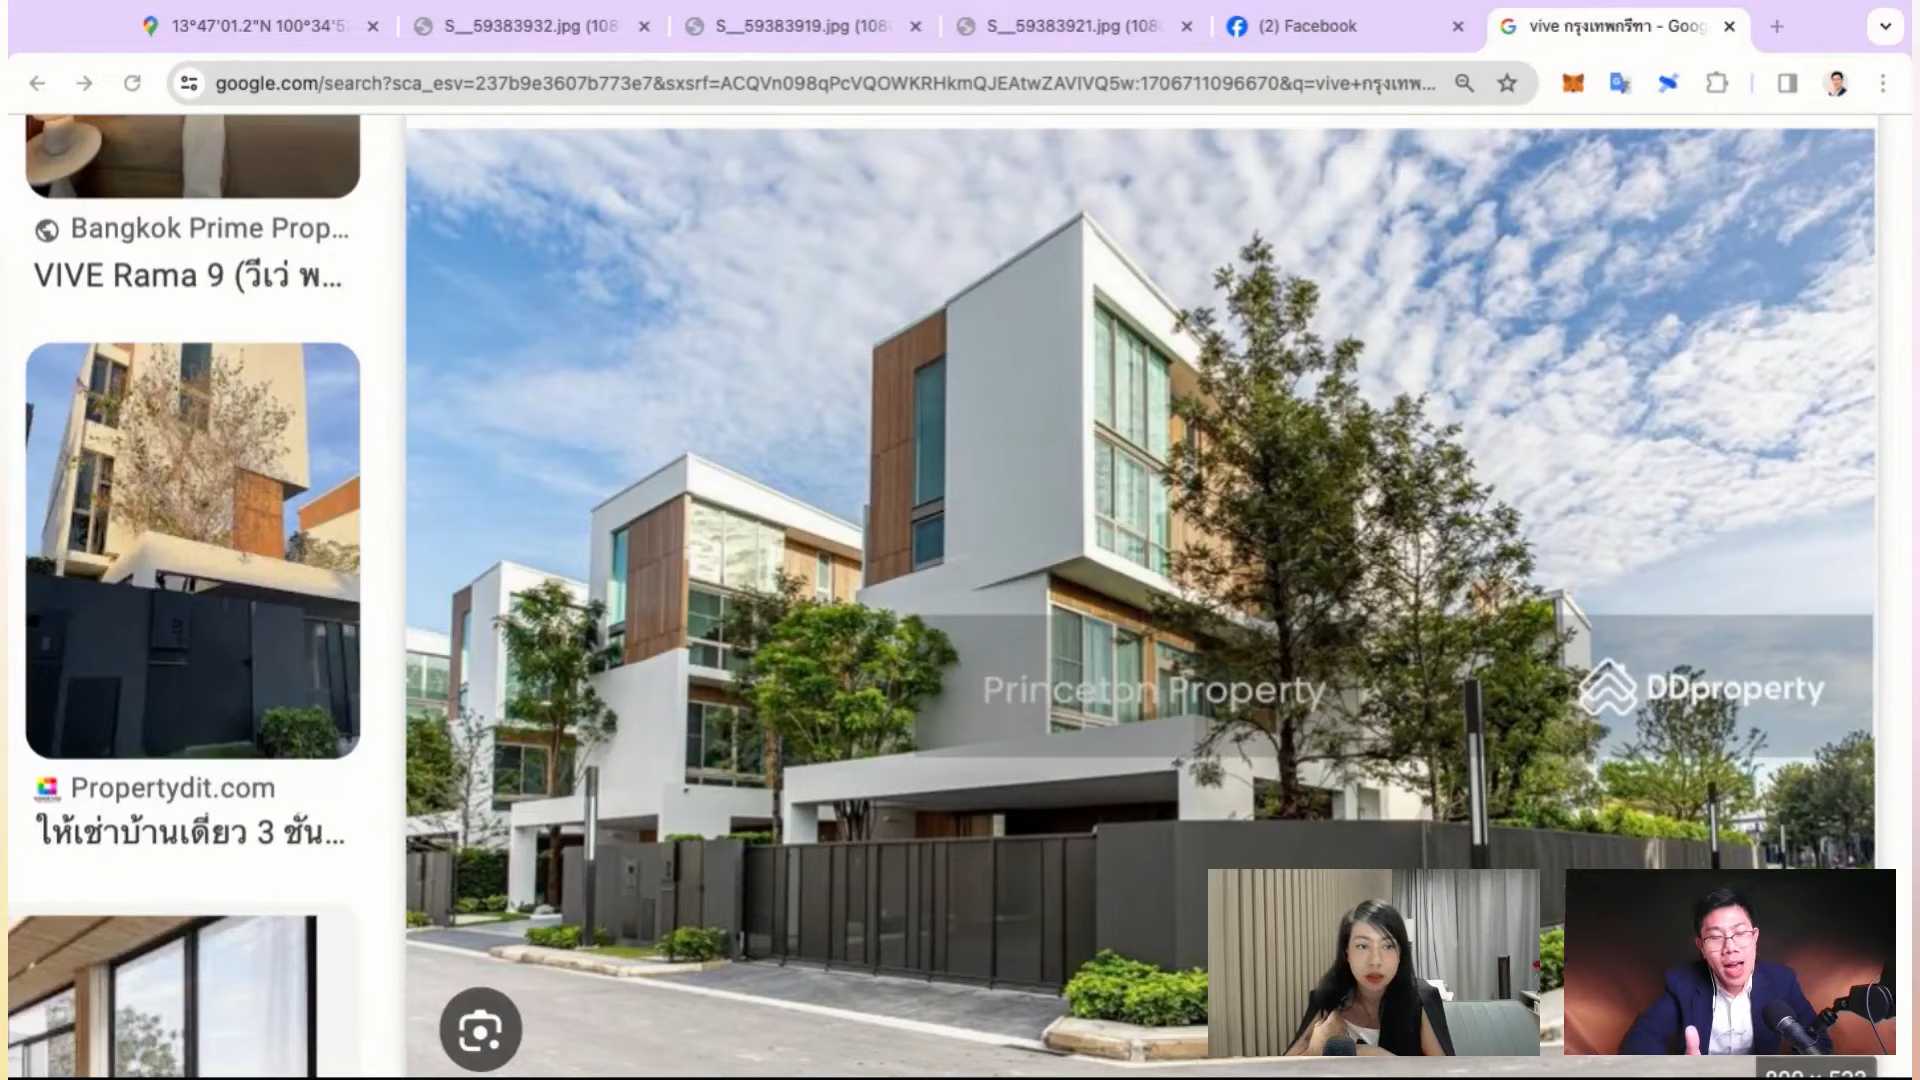 13°47'01.2"N 100°34'5
S__59383932.jpg (108
S__59383919.jpg (108
S__59383921.jpg (108
(2) Facebook
vive กรุงเทพกรีฑา - Goog
google.com/search?sca_esv=237b9e3607b773e7&sxsrf=ACQVn098qPcVQOWKRHkmQJEAtwZAVIVQ5w:1706711096670&q=vive+กรุงเทพ...
Bangkok Prime Prop...
VIVE Rama 9 (วีเว่ พ...
Princeton Property
DDproperty
Propertydit.com
ให้เช่าบ้านเดี่ยว 3 ชั้น...